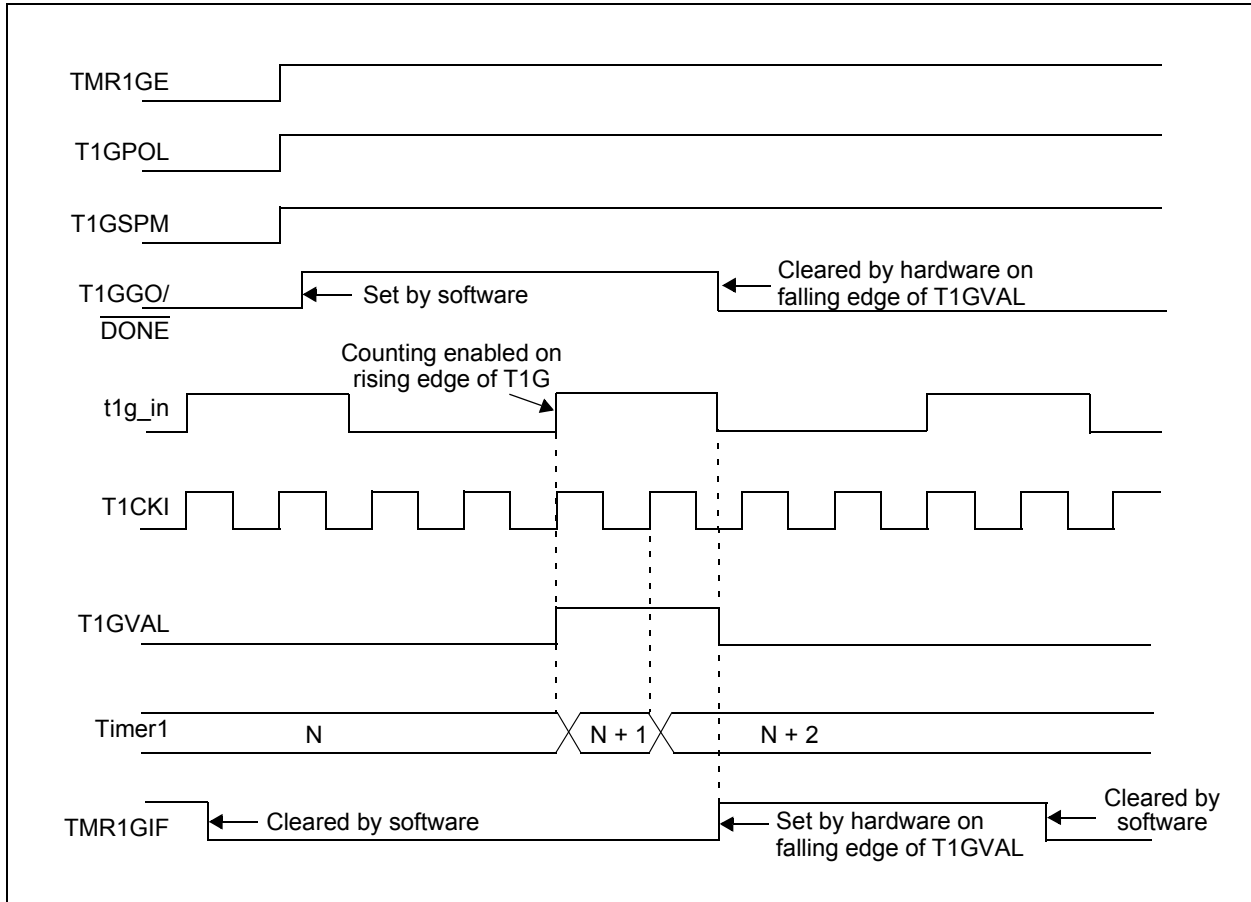 TMR1GE
T1GPOL
T1GSPM
T1GGO/
DONE
Set by software
Cleared by hardware on
falling edge of T1GVAL
Counting enabled on
rising edge of T1G
t1g_in
T1CKI
T1GVAL
Timer1
N
N + 1
N + 2
TMR1GIF
Cleared by software
Set by hardware on
falling edge of T1GVAL
Cleared by
software